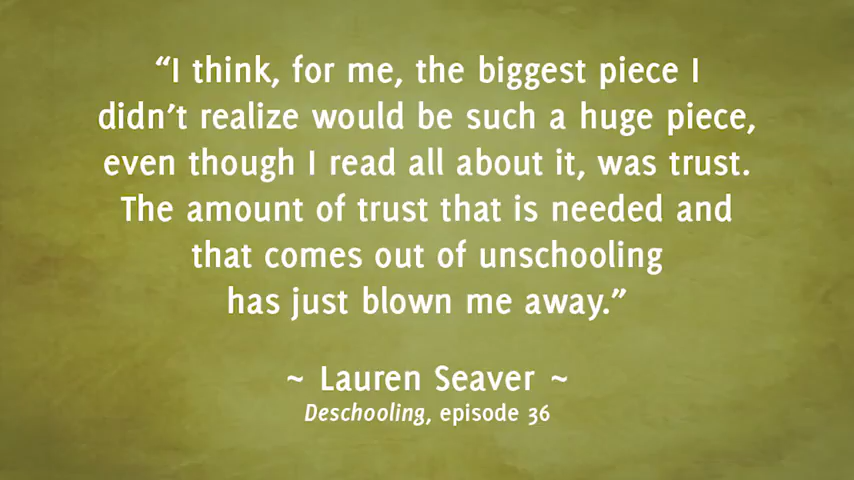 “I think, for me, the biggest piece I
didn’t realize would be such a huge piece,
even though I read all about it, was trust.
The amount of trust that is needed and
that comes out of unschooling
has just blown me away.”
~ Lauren Seaver ~
Deschooling, episode 36